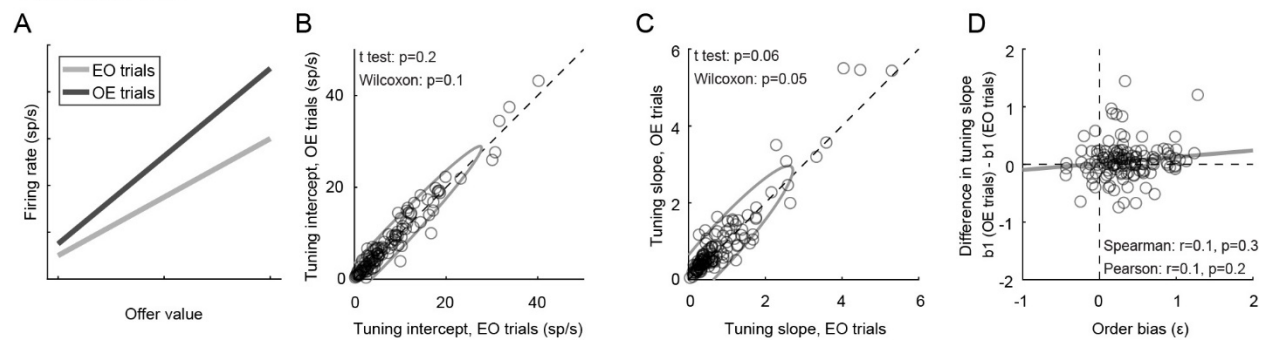 A
EO trials
OE trials
Firing rate (sp/s)
Offer value
B
t test: p=0.2
Wilcoxon: p=0.1
Tuning intercept, OE trials (sp/s)
40
20
0
0 20 40
Tuning intercept, EO trials (sp/s)
C
t test: p=0.06
Wilcoxon: p=0.05
Tuning slope, OE trials
6
4
2
0
0 2 4 6
Tuning slope, EO trials
D
Difference in tuning slope
b1 (OE trials) - b1 (EO trials)
2
1
0
-1
-2
Spearman: r=0.1, p=0.3
Pearson: r=0.1, p=0.2
-1 0 1 2
Order bias (ε)